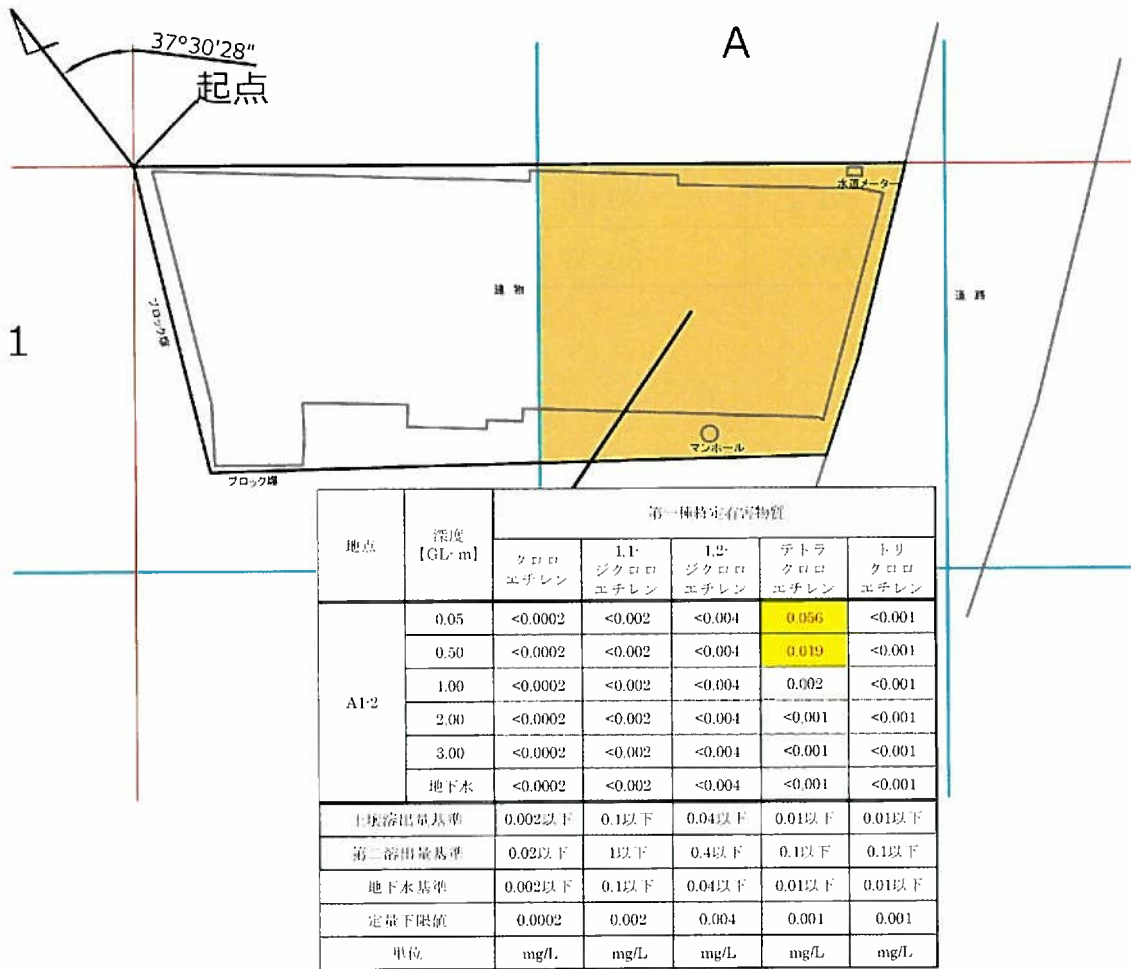 37°30'28"
起点
A
水道メーター
建物
道路
ブロック塀
1
マンホール
ブロック塀
地点
深度
【GL- m】
第一種特定有害物質
クロロ
エチレン
1,1-
ジクロロ
エチレン
1,2-
ジクロロ
エチレン
テトラ
クロロ
エチレン
トリ
クロロ
エチレン
A1-2
0.05 <0.0002 <0.002 <0.004 0.056 <0.001
0.50 <0.0002 <0.002 <0.004 0.019 <0.001
1.00 <0.0002 <0.002 <0.004 0.002 <0.001
2.00 <0.0002 <0.002 <0.004 <0.001 <0.001
3.00 <0.0002 <0.002 <0.004 <0.001 <0.001
地下水 <0.0002 <0.002 <0.004 <0.001 <0.001
土壌溶出量基準 0.002以下 0.1以下 0.04以下 0.01以下 0.01以下
第二溶出量基準 0.02以下 1以下 0.4以下 0.1以下 0.1以下
地下水基準 0.002以下 0.1以下 0.04以下 0.01以下 0.01以下
定量下限値 0.0002 0.002 0.004 0.001 0.001
単位 mg/L mg/L mg/L mg/L mg/L